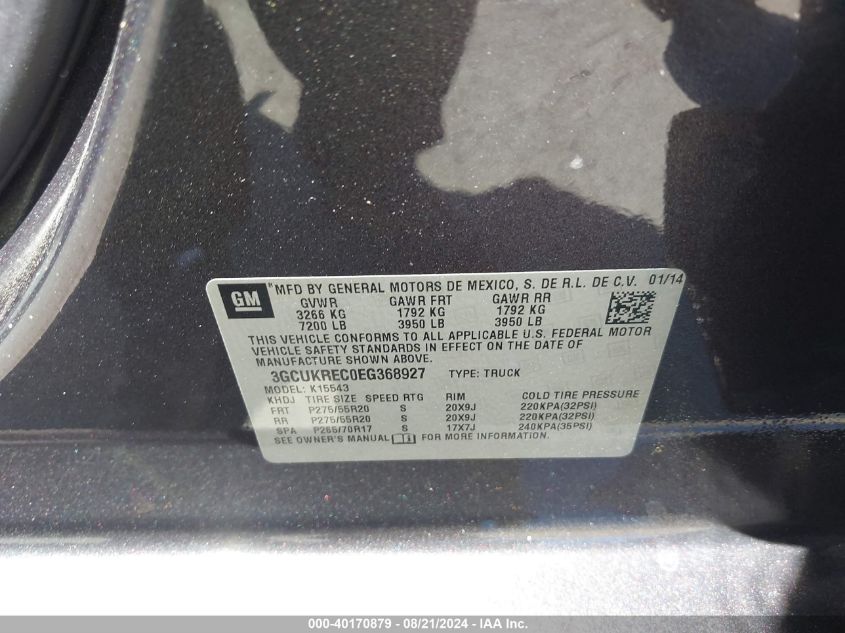 GM
MFD BY GENERAL MOTORS DE MEXICO, S. DE R.L. DE C.V. 01/14
GVWR GAWR FRT GAWR RR
3266 KG 1792 KG 1792 KG
7200 LB 3950 LB 3950 LB
THIS VEHICLE CONFORMS TO ALL APPLICABLE U.S. FEDERAL MOTOR
VEHICLE SAFETY STANDARDS IN EFFECT ON THE DATE OF
MANUFACTURE SHOWN ABOVE.
3GCUKREC0EG368927 TYPE: TRUCK
MODEL: K15543
KHDJ TIRE SIZE SPEED RTG RIM COLD TIRE PRESSURE
FRT P275/55R20 S 20X9J 220KPA(32PSI)
RR P275/55R20 S 20X9J 220KPA(32PSI)
SPA P265/70R17 S 17X7J 240KPA(35PSI)
SEE OWNER'S MANUAL FOR MORE INFORMATION.
000-40170879 - 08/21/2024 - IAA, Inc.